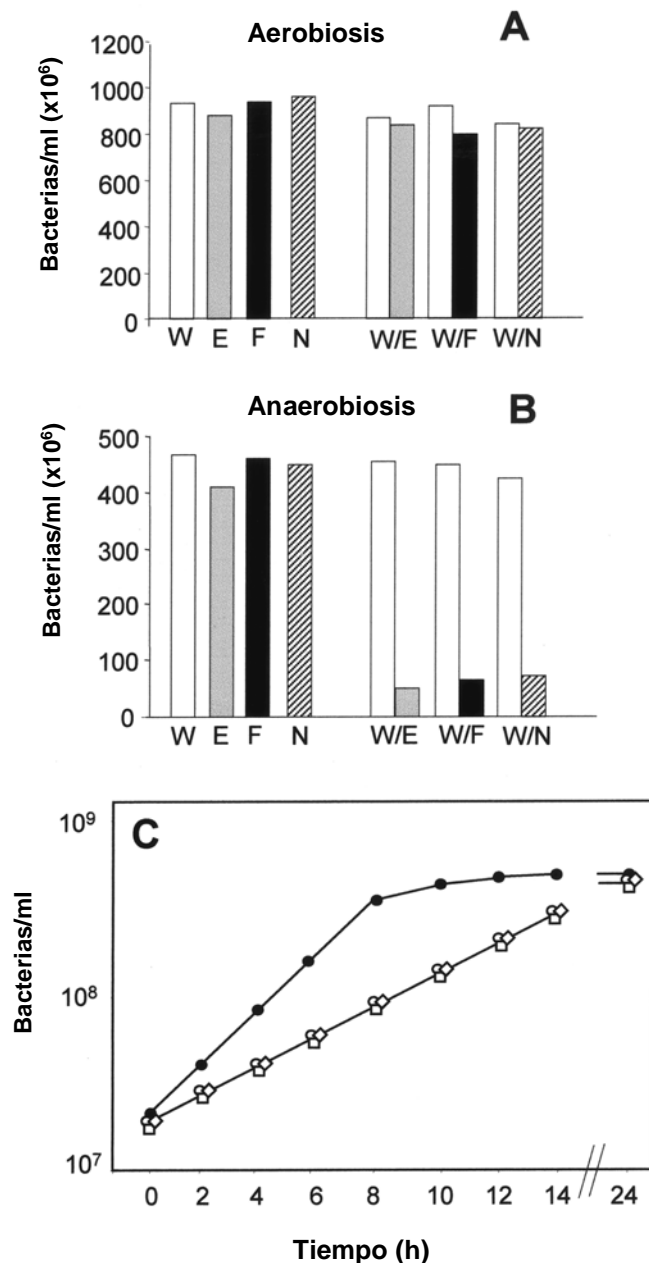 Aerobiosis
A
Bacterias/ml (x10⁶)
1200
1000
800
600
400
200
0
W E F N W/E W/F W/N
Anaerobiosis
B
Bacterias/ml (x10⁶)
500
400
300
200
100
0
W E F N W/E W/F W/N
C
Bacterias/ml
10⁹
10⁸
10⁷
0 2 4 6 8 10 12 14 24
Tiempo (h)